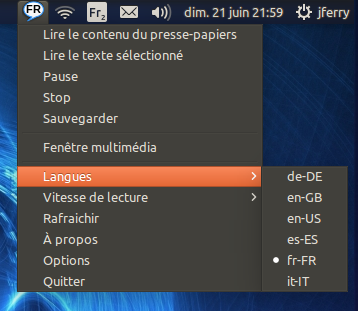 FR Fr₂ dim. 21 juin 21:59 jferry
Lire le contenu du presse-papiers
Lire le texte sélectionné
Pause
Stop
Sauvegarder
Fenêtre multimédia
Langues
Vitesse de lecture
Rafraichir
À propos
Options
Quitter
de-DE
en-GB
en-US
es-ES
fr-FR
it-IT